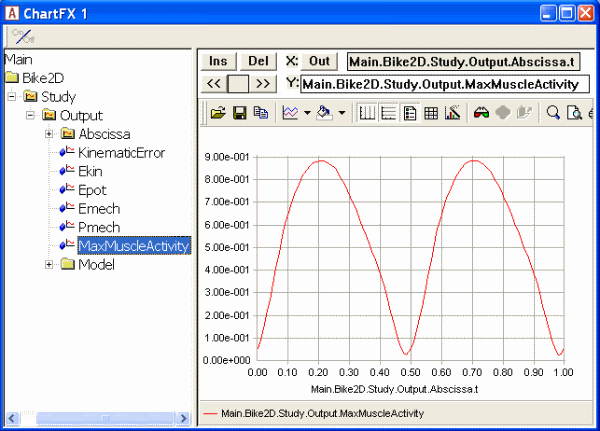 ChartFX 1
On/Off
Main
Bike2D
Study
Output
Abscissa
KinematicError
Ekin
Epot
Emech
Pmech
MaxMuscleActivity
Model
Ins Del X: Out Main.Bike2D.Study.Output.Abscissa.t
<< >> Y: Main.Bike2D.Study.Output.MaxMuscleActivity
9.00e-001
8.00e-001
7.00e-001
6.00e-001
5.00e-001
4.00e-001
3.00e-001
2.00e-001
1.00e-001
0.00e+000
0.00 0.10 0.20 0.30 0.40 0.50 0.60 0.70 0.80 0.90 1.00
Main.Bike2D.Study.Output.Abscissa.t
Main.Bike2D.Study.Output.MaxMuscleActivity